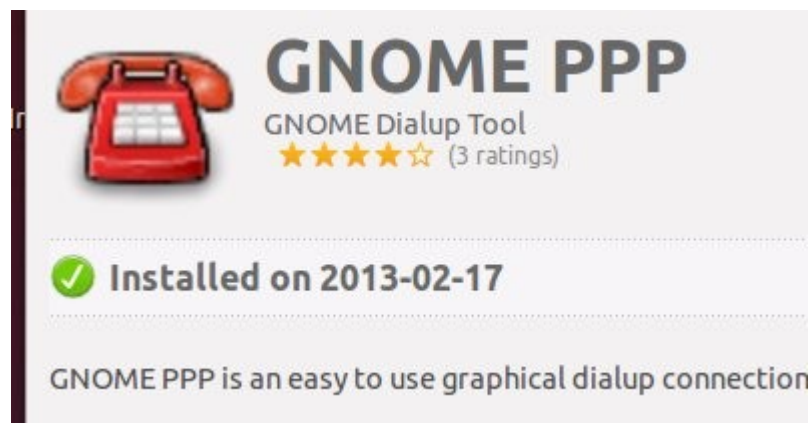 GNOME PPP
GNOME Dialup Tool
(3 ratings)
Installed on 2013-02-17
GNOME PPP is an easy to use graphical dialup connection